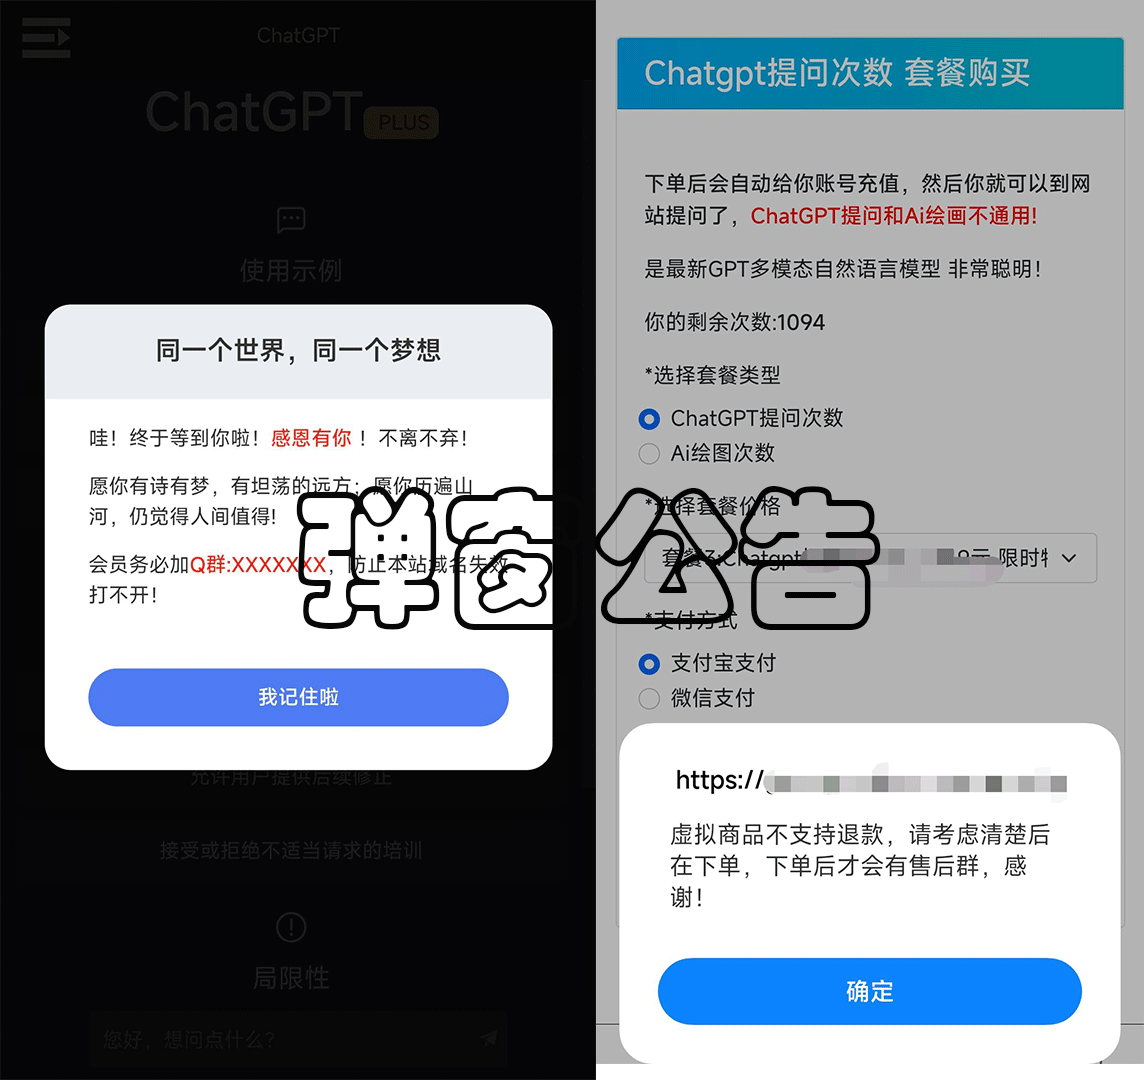 ChatGPT
ChatGPT PLUS
使用示例
同一个世界，同一个梦想
哇！终于等到你啦！感恩有你 ！不离不弃！
愿你有诗有梦，有坦荡的远方；愿你历遍山
河，仍觉得人间值得!
会员务必加Q群:XXXXXXX，防止本站域名失效
打不开！
我记住啦
允许用户提供后续修正
接受或拒绝不适当请求的培训
局限性
您好，想问点什么？
弹窗公告
Chatgpt提问次数 套餐购买
下单后会自动给你账号充值，然后你就可以到网
站提问了，ChatGPT提问和Ai绘画不通用!
是最新GPT多模态自然语言模型 非常聪明！
你的剩余次数:1094
*选择套餐类型
ChatGPT提问次数
Ai绘图次数
*选择套餐价格
Chatgpt 9元 限时特
*支付方式
支付宝支付
微信支付
https://
虚拟商品不支持退款，请考虑清楚后
在下单，下单后才会有售后群，感
谢！
确定